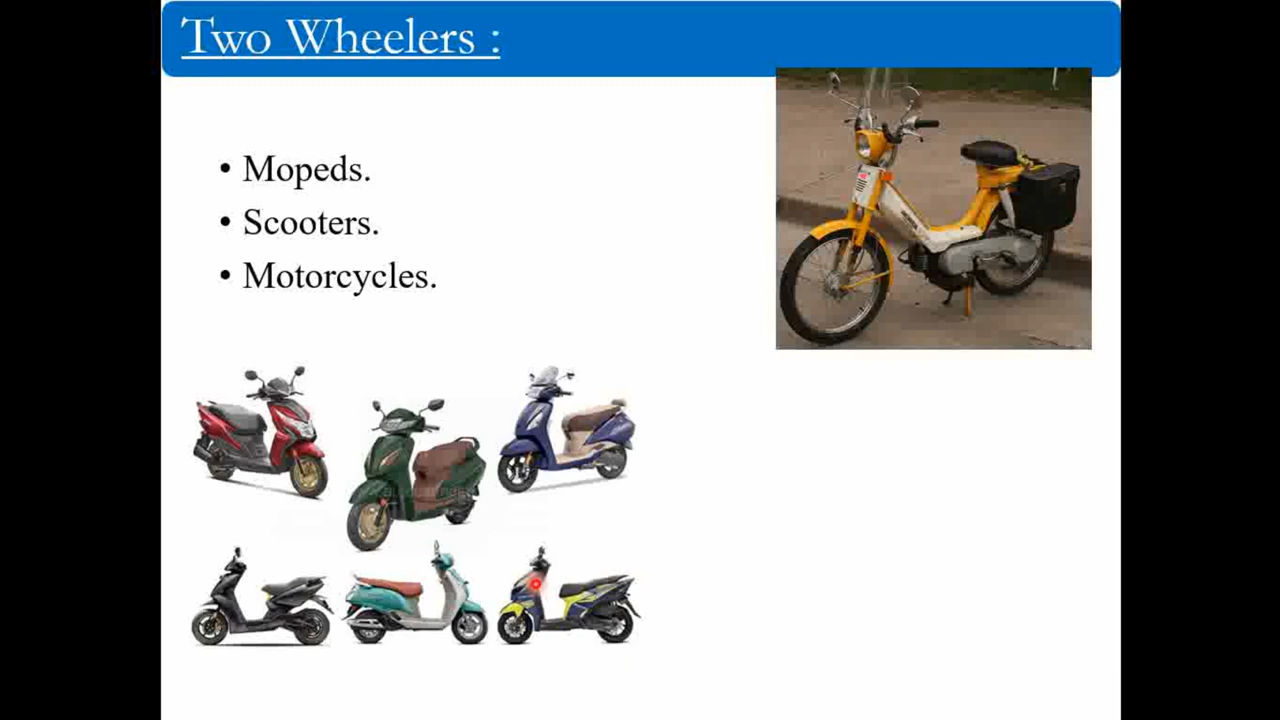 Two Wheelers :
• Mopeds.
• Scooters.
• Motorcycles.